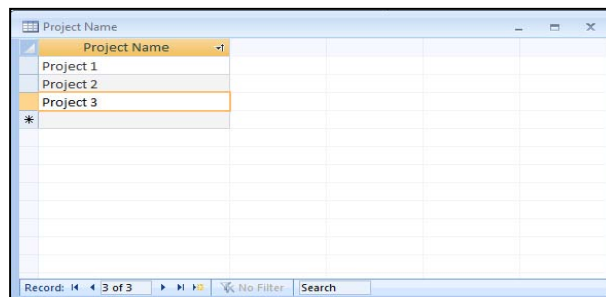 Project Name
Project Name
Project 1
Project 2
Project 3
*
Record: 3 of 3 No Filter Search